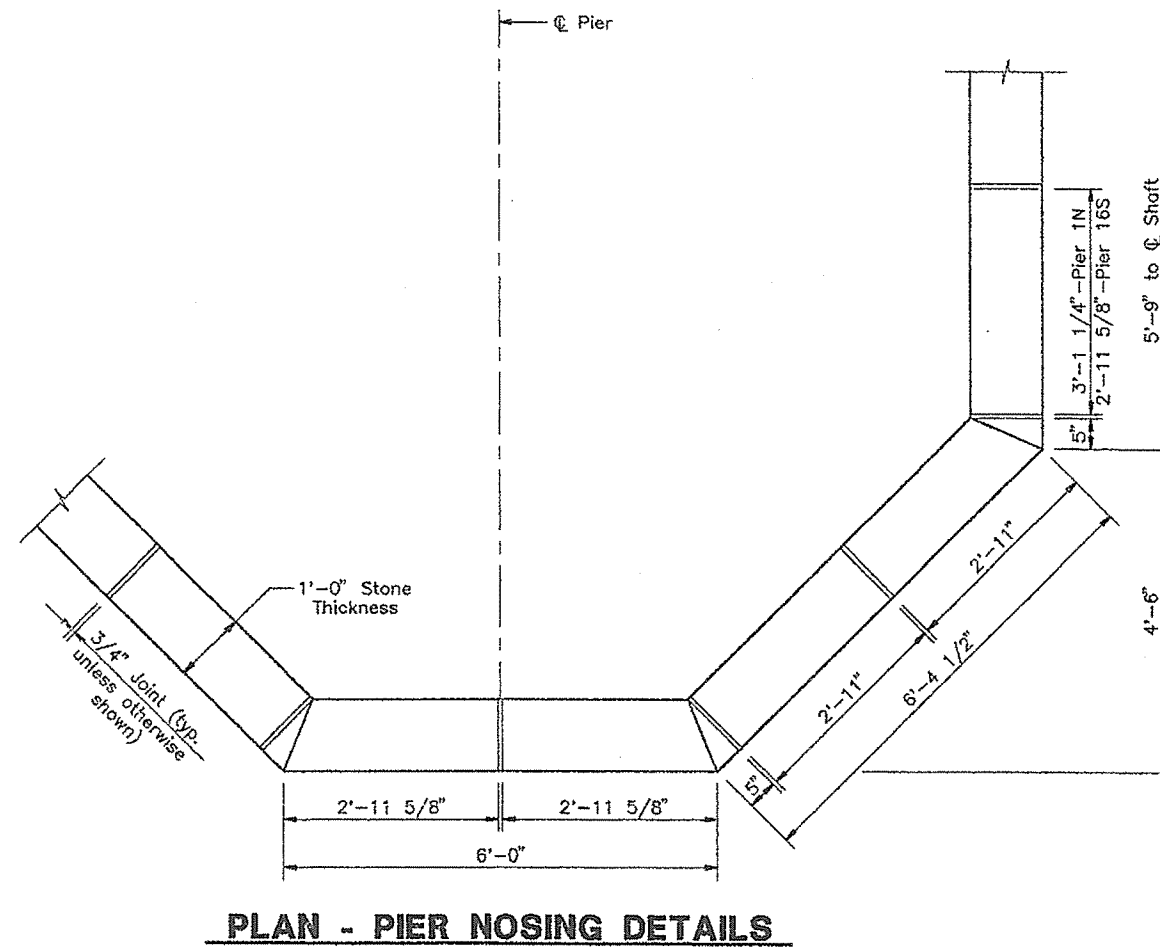 ℄ Pier
3'-1 1/4"-Pier 1N
2'-11 5/8"-Pier 16S
5'-9" to ℄ Shaft
5"
1'-0" Stone
Thickness
3/4" Joint (typ.
unless otherwise
shown)
2'-11"
2'-11"
6'-4 1/2"
5"
4'-6"
2'-11 5/8"
2'-11 5/8"
6'-0"
PLAN - PIER NOSING DETAILS